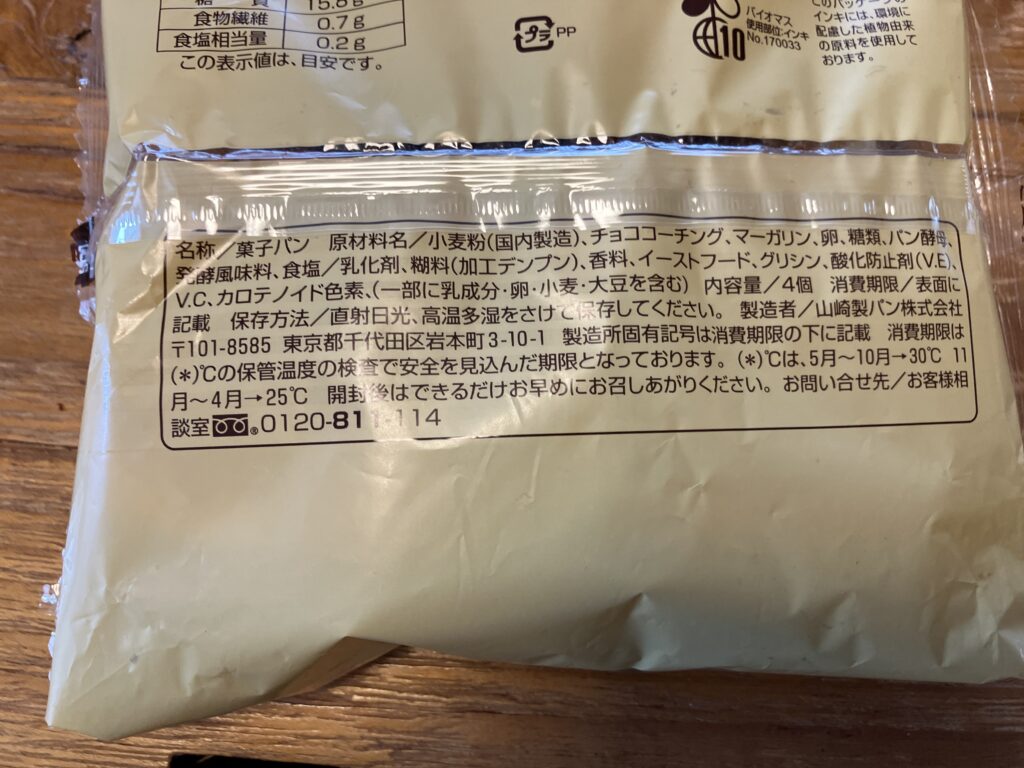 糖質 15.8g
食物繊維 0.7g
食塩相当量 0.2g
この表示値は、目安です。
プラ PP
バイオマス
使用部位:インキ
No.170033
10
このパッケージの
インキには、環境に
配慮した植物由来
の原料を使用して
おります。
名称/菓子パン 原材料名/小麦粉(国内製造)、チョココーチング、マーガリン、卵、糖類、パン酵母、
発酵風味料、食塩/乳化剤、糊料(加工デンプン)、香料、イーストフード、グリシン、酸化防止剤(V.E)、
V.C、カロテノイド色素、(一部に乳成分・卵・小麦・大豆を含む) 内容量/4個 消費期限/表面に
記載 保存方法/直射日光、高温多湿をさけて保存してください。 製造者/山崎製パン株式会社
〒101-8585 東京都千代田区岩本町3-10-1 製造所固有記号は消費期限の下に記載 消費期限は
(*)℃の保管温度の検査で安全を見込んだ期限となっております。(*)℃は、5月~10月→30℃ 11
月~4月→25℃ 開封後はできるだけお早めにお召しあがりください。 お問い合せ先/お客様相
談室 0120-811-114